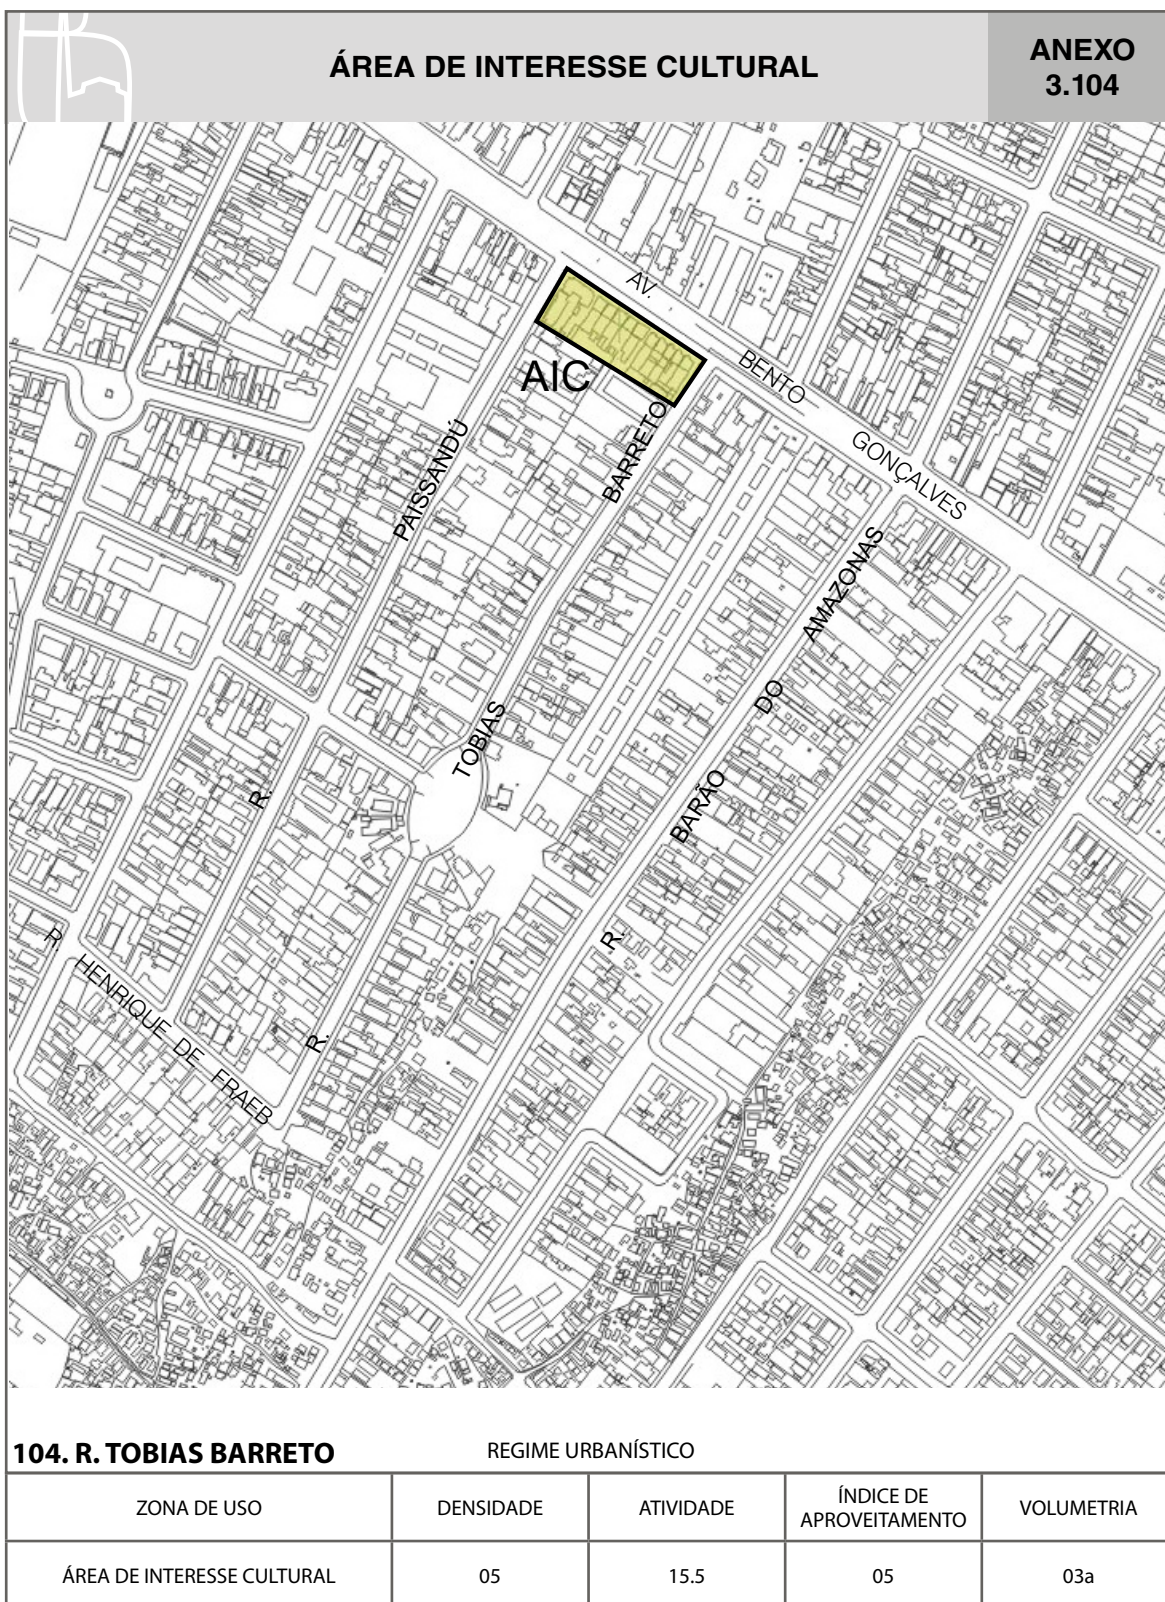 ÁREA DE INTERESSE CULTURAL
ANEXO
3.104
AV.
BENTO
GONÇALVES
AIC
PAISSANDÚ
BARRETO
AMAZONAS
DO
TOBIAS
BARÃO
R.
R.
R.
R.
HENRIQUE DE FRAEB
104. R. TOBIAS BARRETO
REGIME URBANÍSTICO
ZONA DE USO
DENSIDADE
ATIVIDADE
ÍNDICE DE
APROVEITAMENTO
VOLUMETRIA
ÁREA DE INTERESSE CULTURAL
05
15.5
05
03a